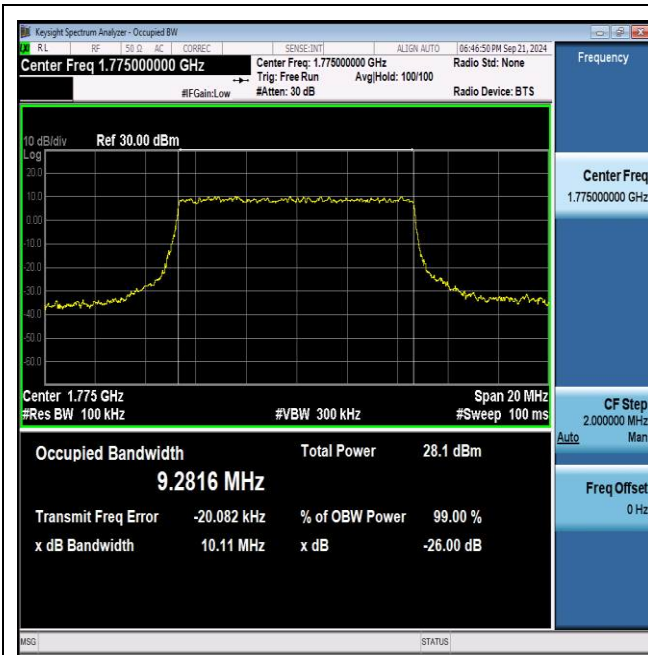 Keysight Spectrum Analyzer - Occupied BW
RL RF 50 Ω AC CORREC SENSE:INT ALIGN AUTO 06:46:50 PM Sep 21, 2024
Center Freq 1.775000000 GHz
Center Freq: 1.775000000 GHz
Radio Std: None
Trig: Free Run Avg|Hold: 100/100
#IFGain:Low #Atten: 30 dB Radio Device: BTS
Frequency
10 dB/div Ref 30.00 dBm
Log
20.0
10.0
0.00
-10.0
-20.0
-30.0
-40.0
-50.0
-60.0
Center 1.775 GHz Span 20 MHz
#Res BW 100 kHz #VBW 300 kHz #Sweep 100 ms
Center Freq
1.775000000 GHz
CF Step
2.000000 MHz
Auto Man
Freq Offset
0 Hz
Occupied Bandwidth Total Power 28.1 dBm
9.2816 MHz
Transmit Freq Error -20.082 kHz % of OBW Power 99.00 %
x dB Bandwidth 10.11 MHz x dB -26.00 dB
MSG STATUS